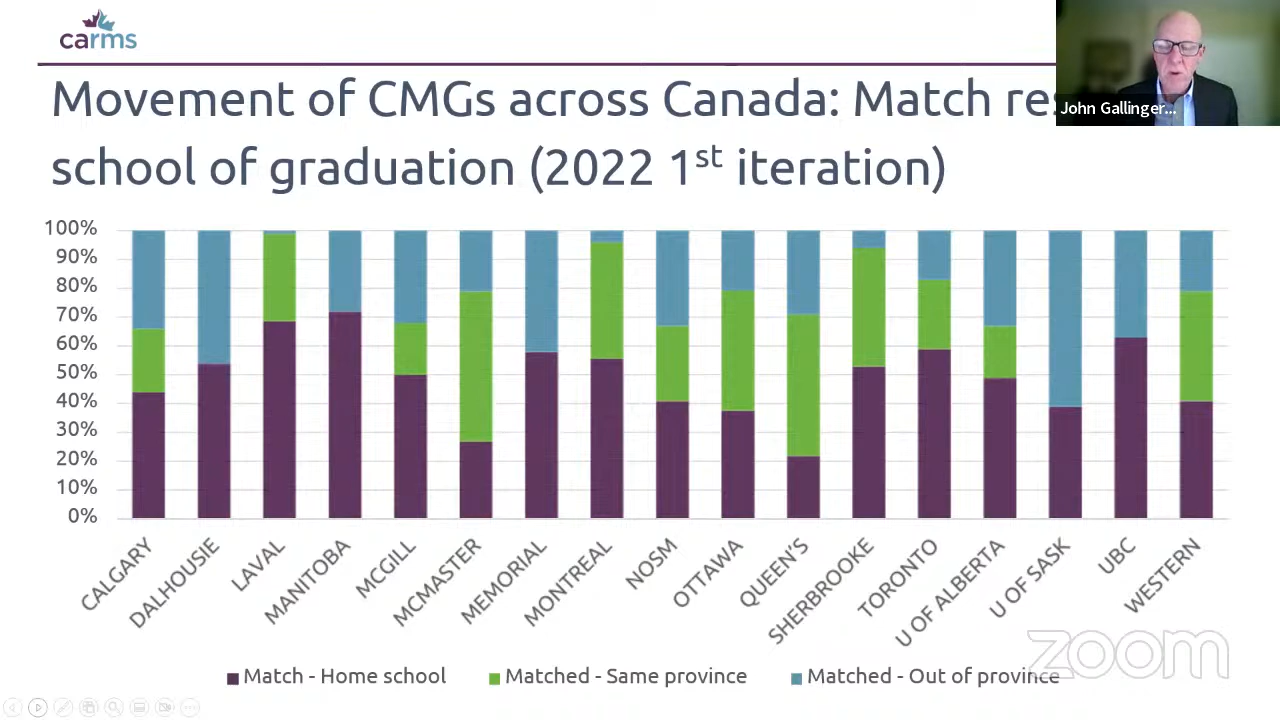 carms
Movement of CMGs across Canada: Match
school of graduation (2022 1st iteration)
John Gallinger...
100%
90%
80%
70%
60%
50%
40%
30%
20%
10%
0%
CALGARY
DALHOUSIE
LAVAL
MANITOBA
MCGILL
MCMASTER
MEMORIAL
MONTREAL
NOSM
OTTAWA
QUEEN'S
SHERBROOKE
TORONTO
U OF ALBERTA
U OF SASK
UBC
WESTERN
Match - Home school
Matched - Same province
Matched - Out of province
zoom